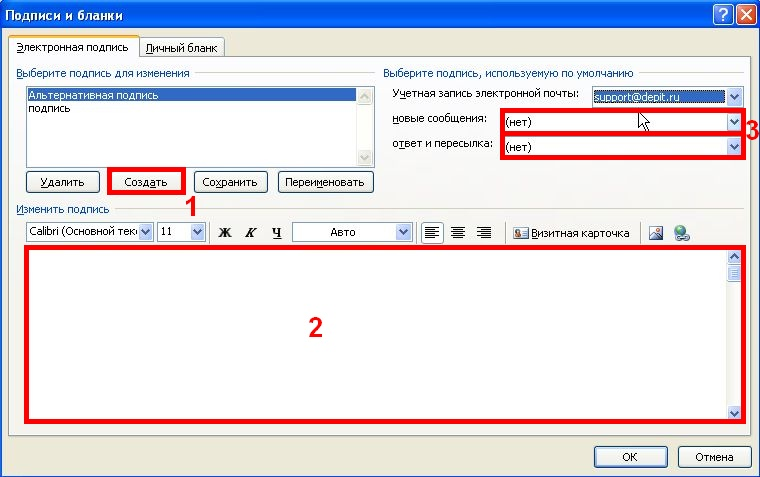 Подписи и бланки
Электронная подпись Личный бланк
Выберите подпись для изменения
Альтернативная подпись
подпись
Удалить Создать Сохранить Переименовать
1
Выберите подпись, используемую по умолчанию
Учетная запись электронной почты: support@depit.ru
новые сообщения: (нет)
ответ и пересылка: (нет)
3
Изменить подпись
Calibri (Основной тек 11 Ж К Ч Авто Визитная карточка
2
ОК Отмена